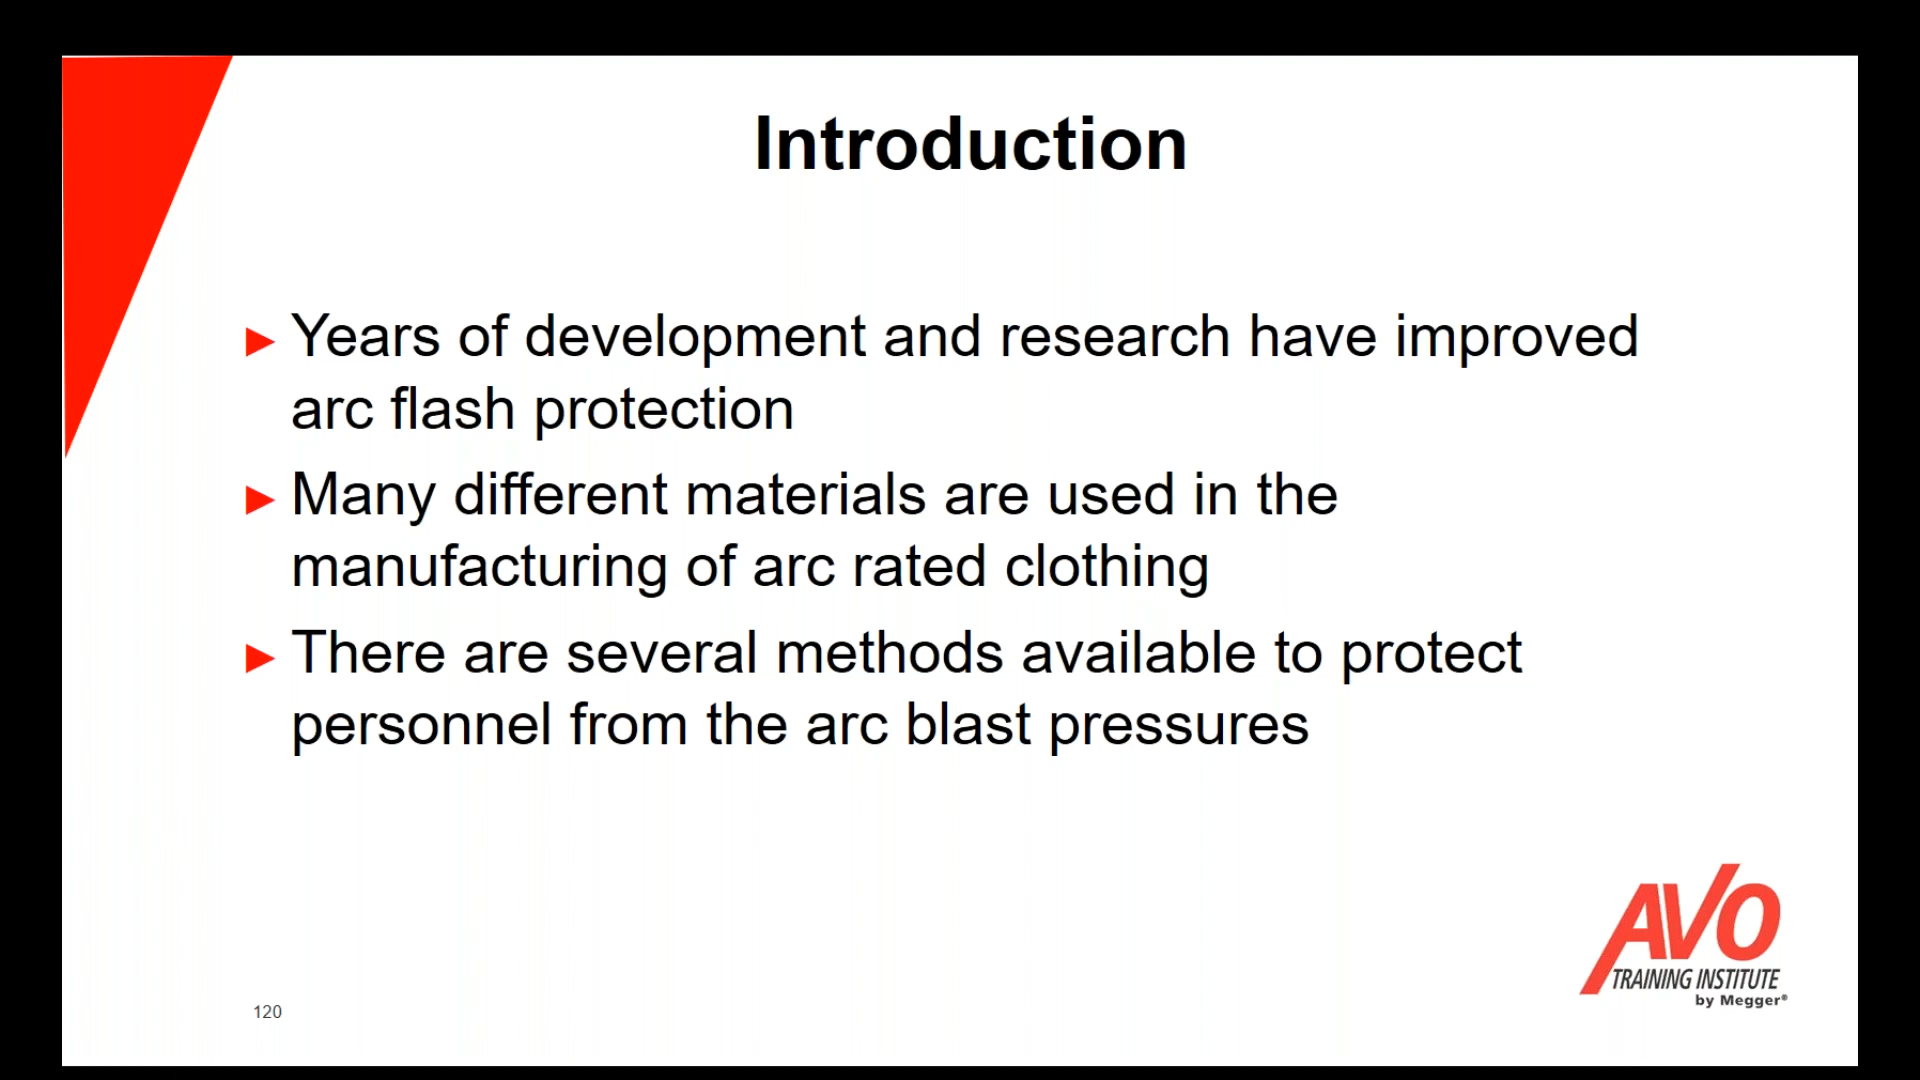 Introduction
► Years of development and research have improved
arc flash protection
► Many different materials are used in the
manufacturing of arc rated clothing
► There are several methods available to protect
personnel from the arc blast pressures
AVO
TRAINING INSTITUTE
by Megger®
120